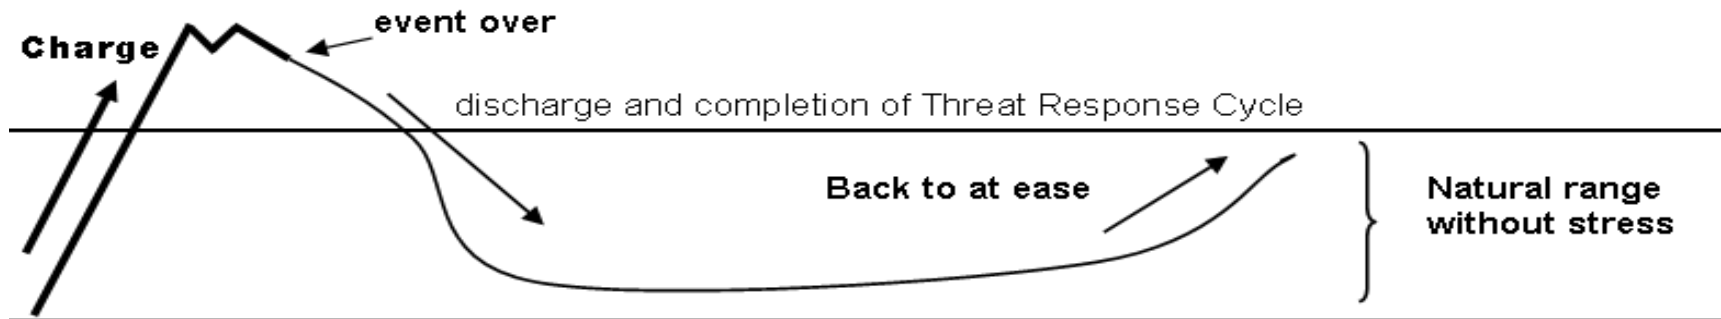 event over
Charge
discharge and completion of Threat Response Cycle
Back to at ease
Natural range
without stress